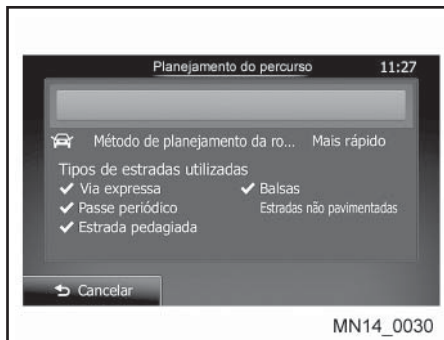 Planejamento do percurso 11:27
Método de planejamento da ro... Mais rápido
Tipos de estradas utilizadas
Via expressa Balsas
Passe periódico Estradas não pavimentadas
Estrada pedagiada
Cancelar
MN14_0030